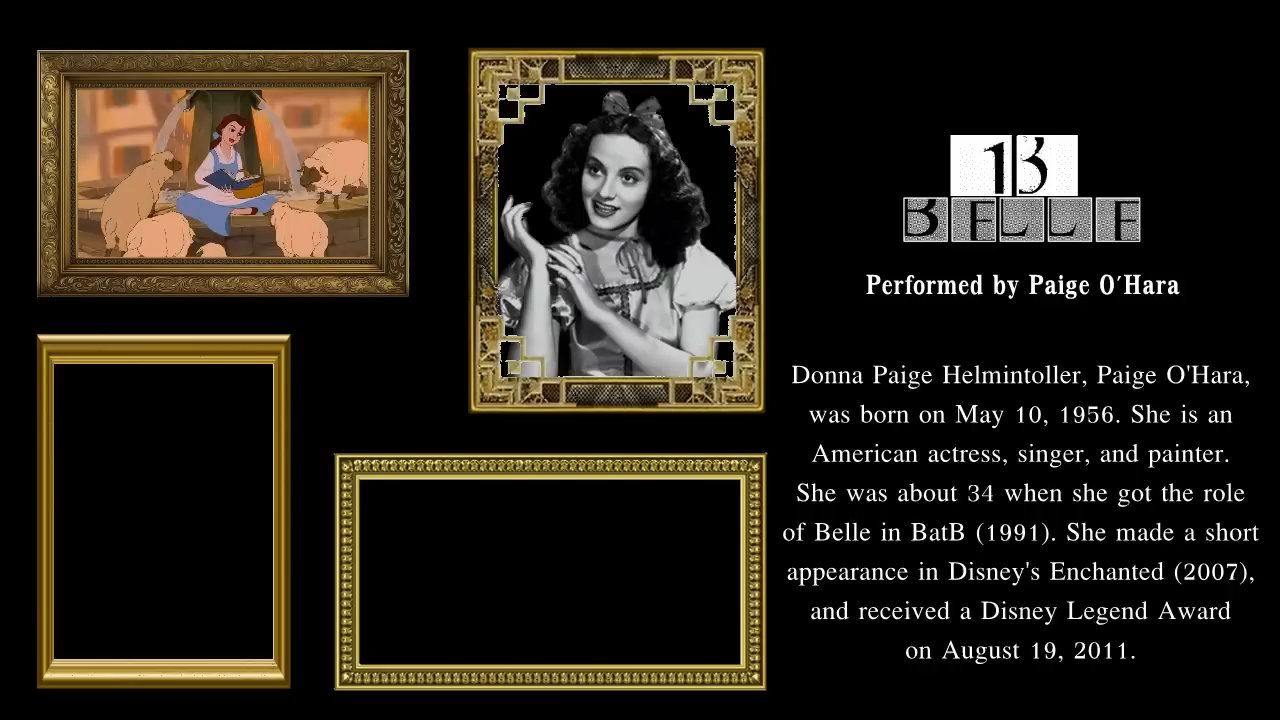 13
BELLE
Performed by Paige O'Hara
Donna Paige Helmintoller, Paige O'Hara,
was born on May 10, 1956. She is an
American actress, singer, and painter.
She was about 34 when she got the role
of Belle in BatB (1991). She made a short
appearance in Disney's Enchanted (2007),
and received a Disney Legend Award
on August 19, 2011.